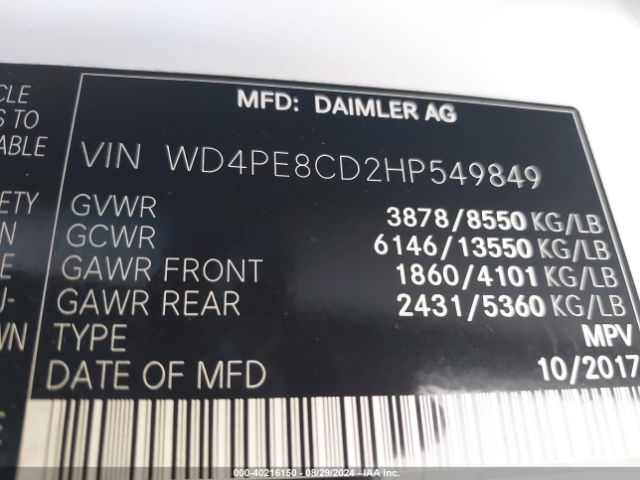 CLE
S TO
ABLE
ETY
N
E
U-
WN
MFD: DAIMLER AG
VIN WD4PE8CD2HP549849
GVWR 3878/8550 KG/LB
GCWR 6146/13550 KG/LB
GAWR FRONT 1860/4101 KG/LB
GAWR REAR 2431/5360 KG/LB
TYPE MPV
DATE OF MFD 10/2017
000-40216150 - 08/29/2024 - IAA Inc.